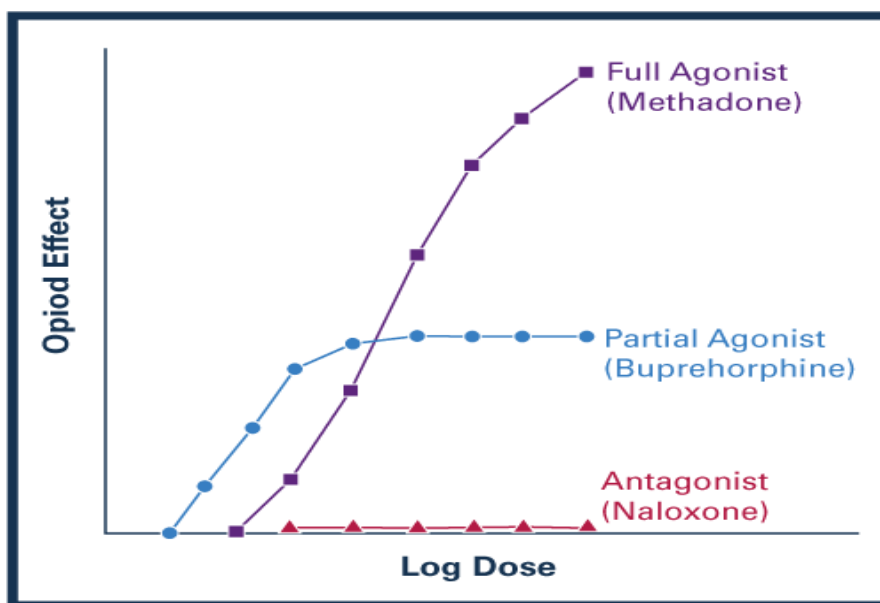 Full Agonist
(Methadone)
Opiod Effect
Partial Agonist
(Buprehorphine)
Antagonist
(Naloxone)
Log Dose